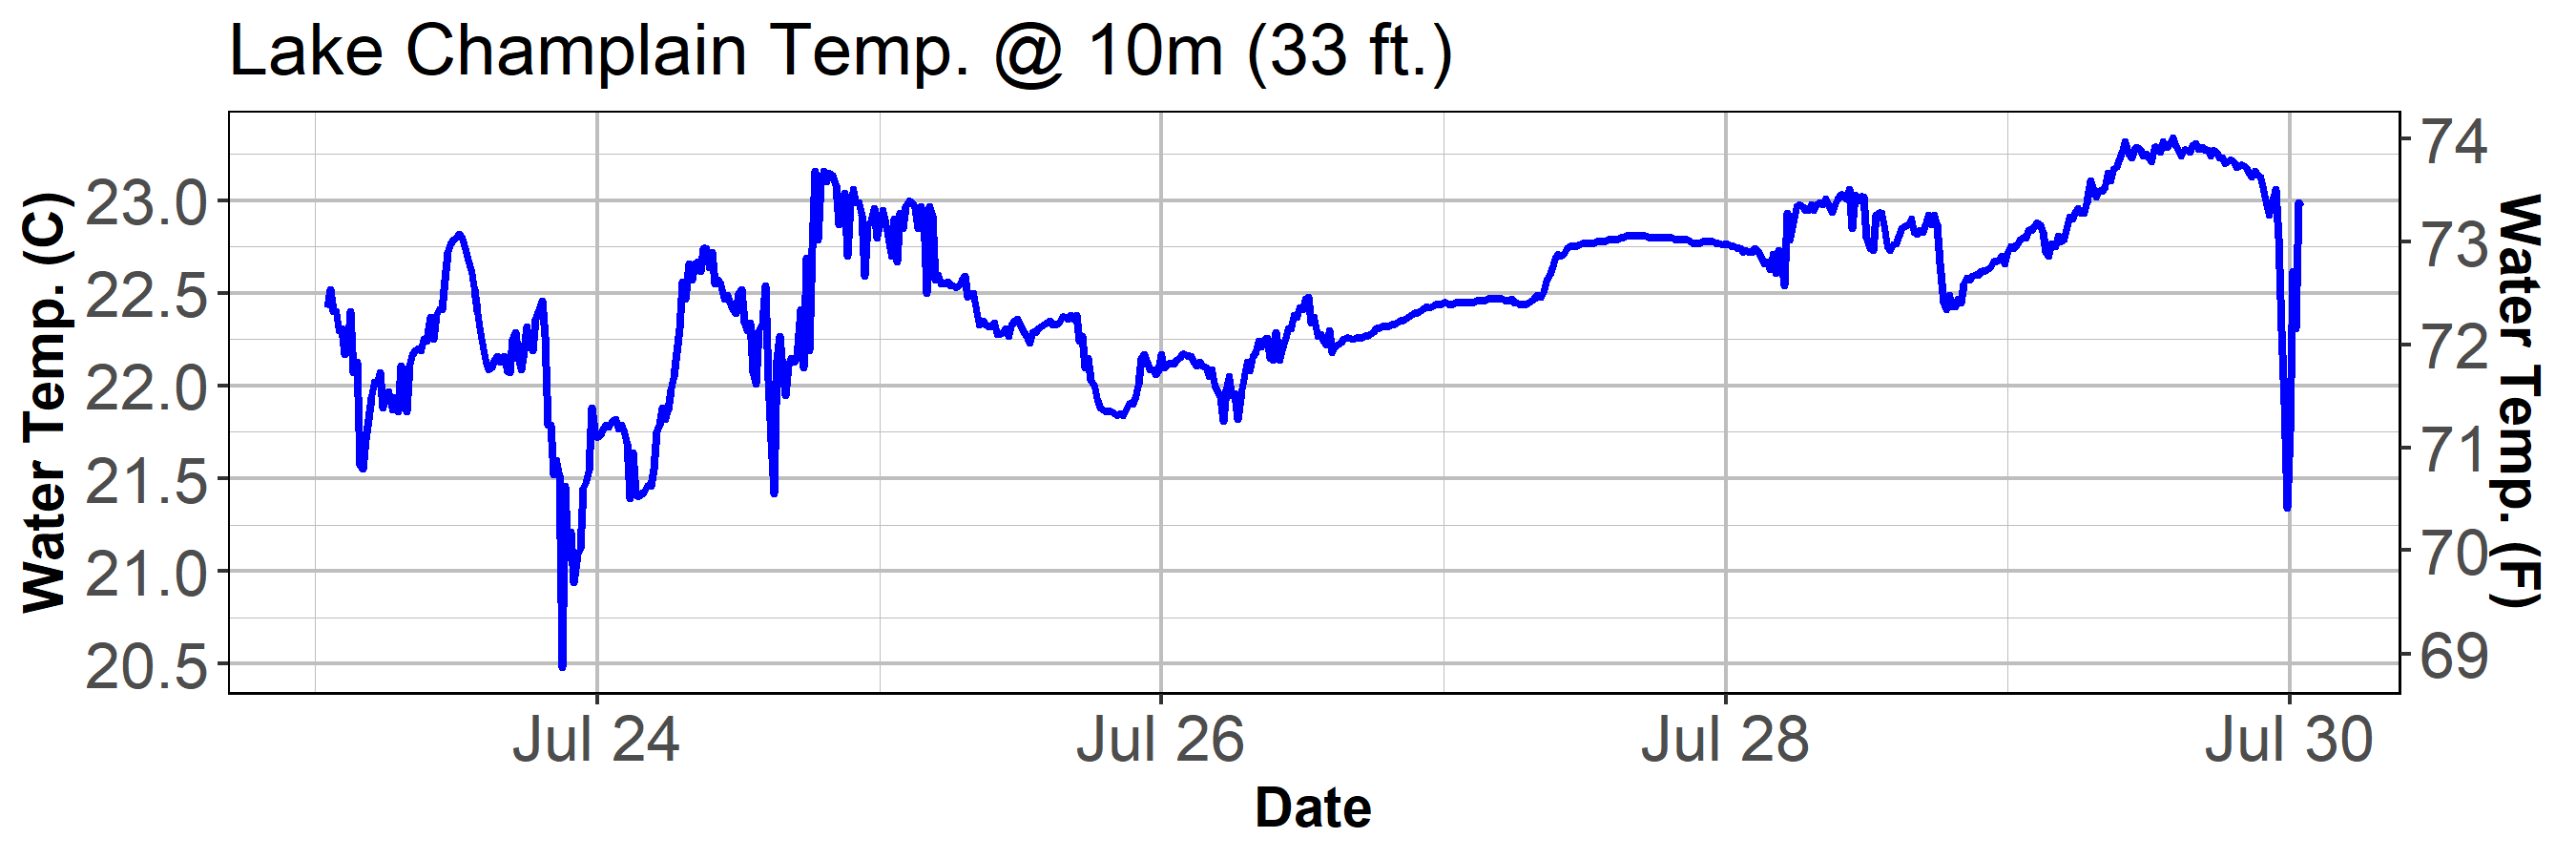 Lake Champlain Temp. @ 10m (33 ft.)
Water Temp. (C)
23.0
22.5
22.0
21.5
21.0
20.5
74
73
72
71
70
69
Water Temp. (F)
Jul 24 Jul 26 Jul 28 Jul 30
Date